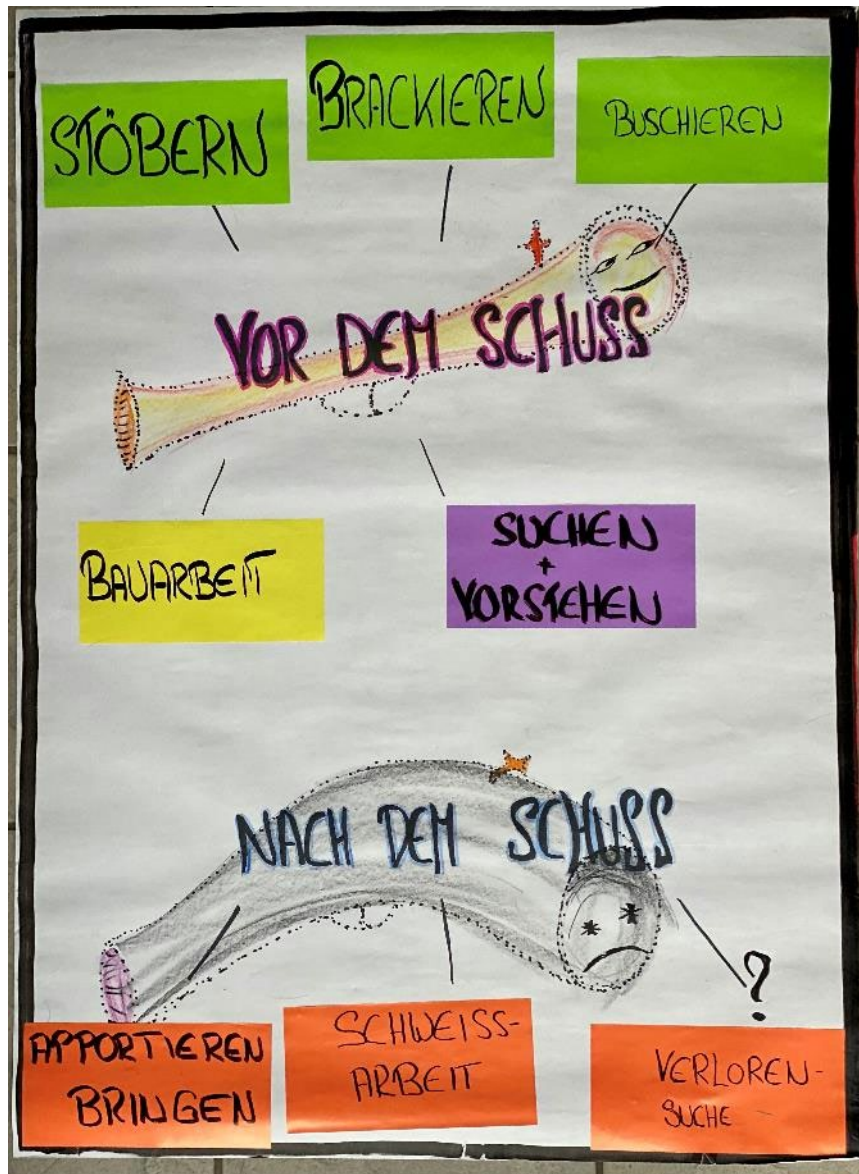 STÖBERN
BRACKIEREN
BUSCHIEREN
VOR DEM SCHUSS
BAUARBEIT
SUCHEN
+
VORSTEHEN
NACH DEM SCHUSS
?
APPORTIEREN
BRINGEN
SCHWEISS-
ARBEIT
VERLOREN-
SUCHE